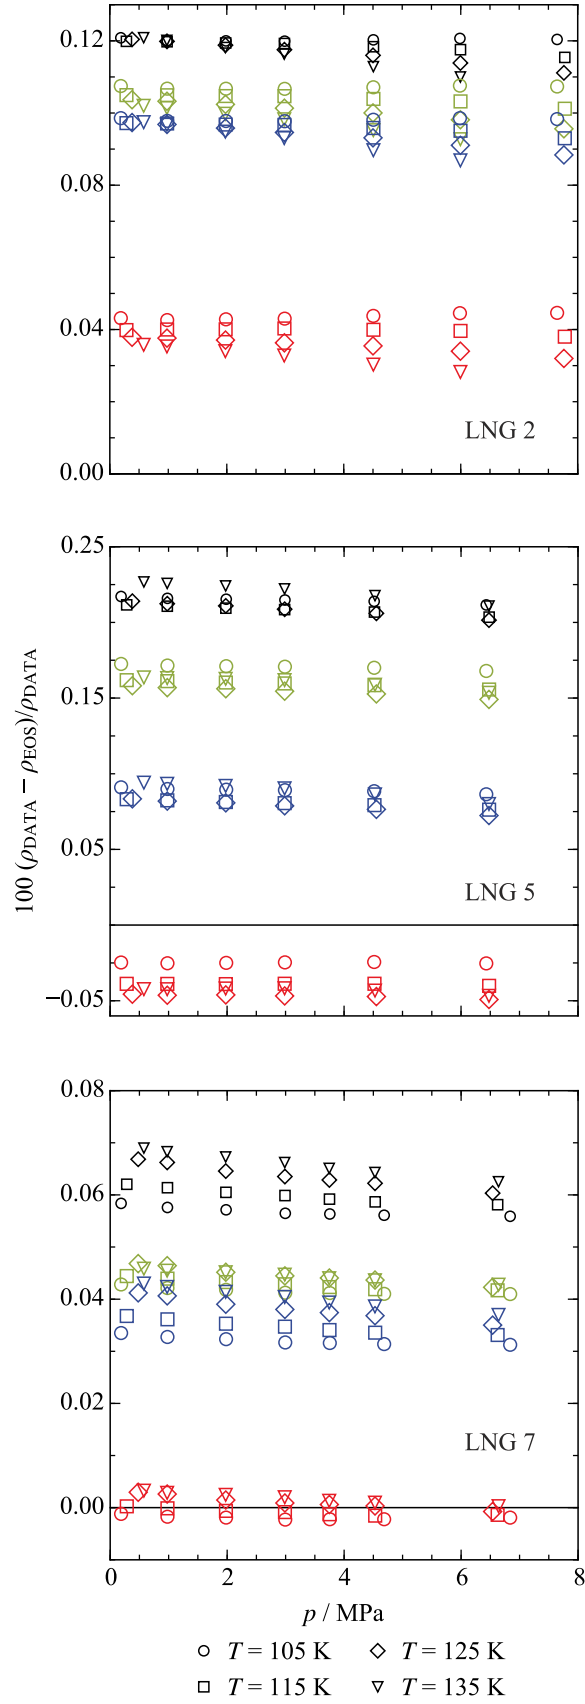 0.12
0.08
0.04
0.00
LNG 2
0.25
0.15
0.05
−0.05
LNG 5
100 (ρDATA − ρEOS)/ρDATA
0.08
0.06
0.04
0.02
0.00
LNG 7
0 2 4 6 8
p / MPa
T = 105 K T = 125 K
T = 115 K T = 135 K